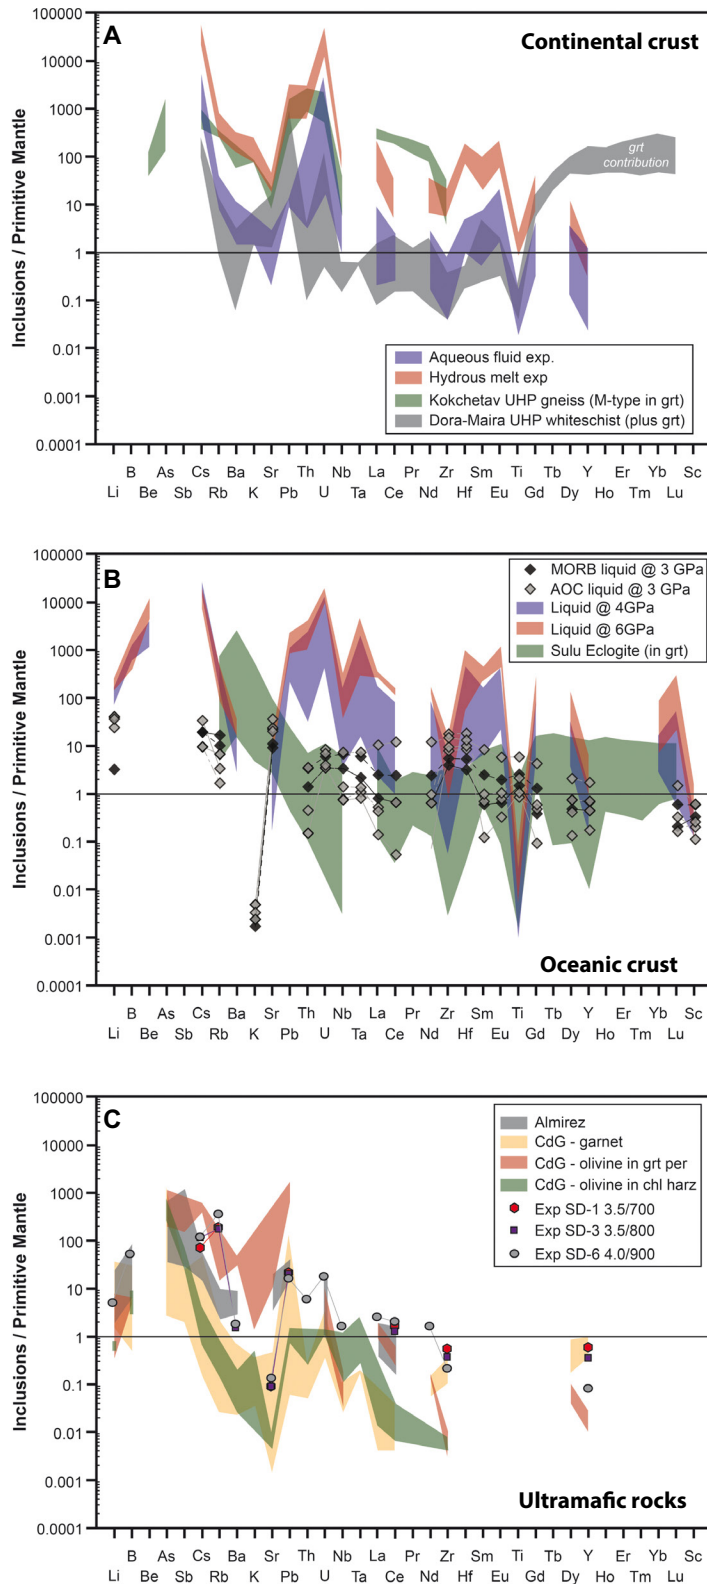 A
Continental crust
Inclusions / Primitive Mantle
100000
10000
1000
100
10
1
0.1
0.01
0.001
0.0001
grt
contribution
Aqueous fluid exp.
Hydrous melt exp
Kokchetav UHP gneiss (M-type in grt)
Dora-Maira UHP whiteschist (plus grt)
B As Cs Ba Sr Th Nb La Pr Zr Sm Ti Tb Y Er Yb Sc
Li Be Sb Rb K Pb U Ta Ce Nd Hf Eu Gd Dy Ho Tm Lu
B
Inclusions / Primitive Mantle
100000
10000
1000
100
10
1
0.1
0.01
0.001
0.0001
MORB liquid @ 3 GPa
AOC liquid @ 3 GPa
Liquid @ 4GPa
Liquid @ 6GPa
Sulu Eclogite (in grt)
Oceanic crust
B As Cs Ba Sr Th Nb La Pr Zr Sm Ti Tb Y Er Yb Sc
Li Be Sb Rb K Pb U Ta Ce Nd Hf Eu Gd Dy Ho Tm Lu
C
Inclusions / Primitive Mantle
100000
10000
1000
100
10
1
0.1
0.01
0.001
0.0001
Almirez
CdG - garnet
CdG - olivine in grt per
CdG - olivine in chl harz
Exp SD-1 3.5/700
Exp SD-3 3.5/800
Exp SD-6 4.0/900
Ultramafic rocks
B As Cs Ba Sr Th Nb La Pr Zr Sm Ti Tb Y Er Yb Sc
Li Be Sb Rb K Pb U Ta Ce Nd Hf Eu Gd Dy Ho Tm Lu